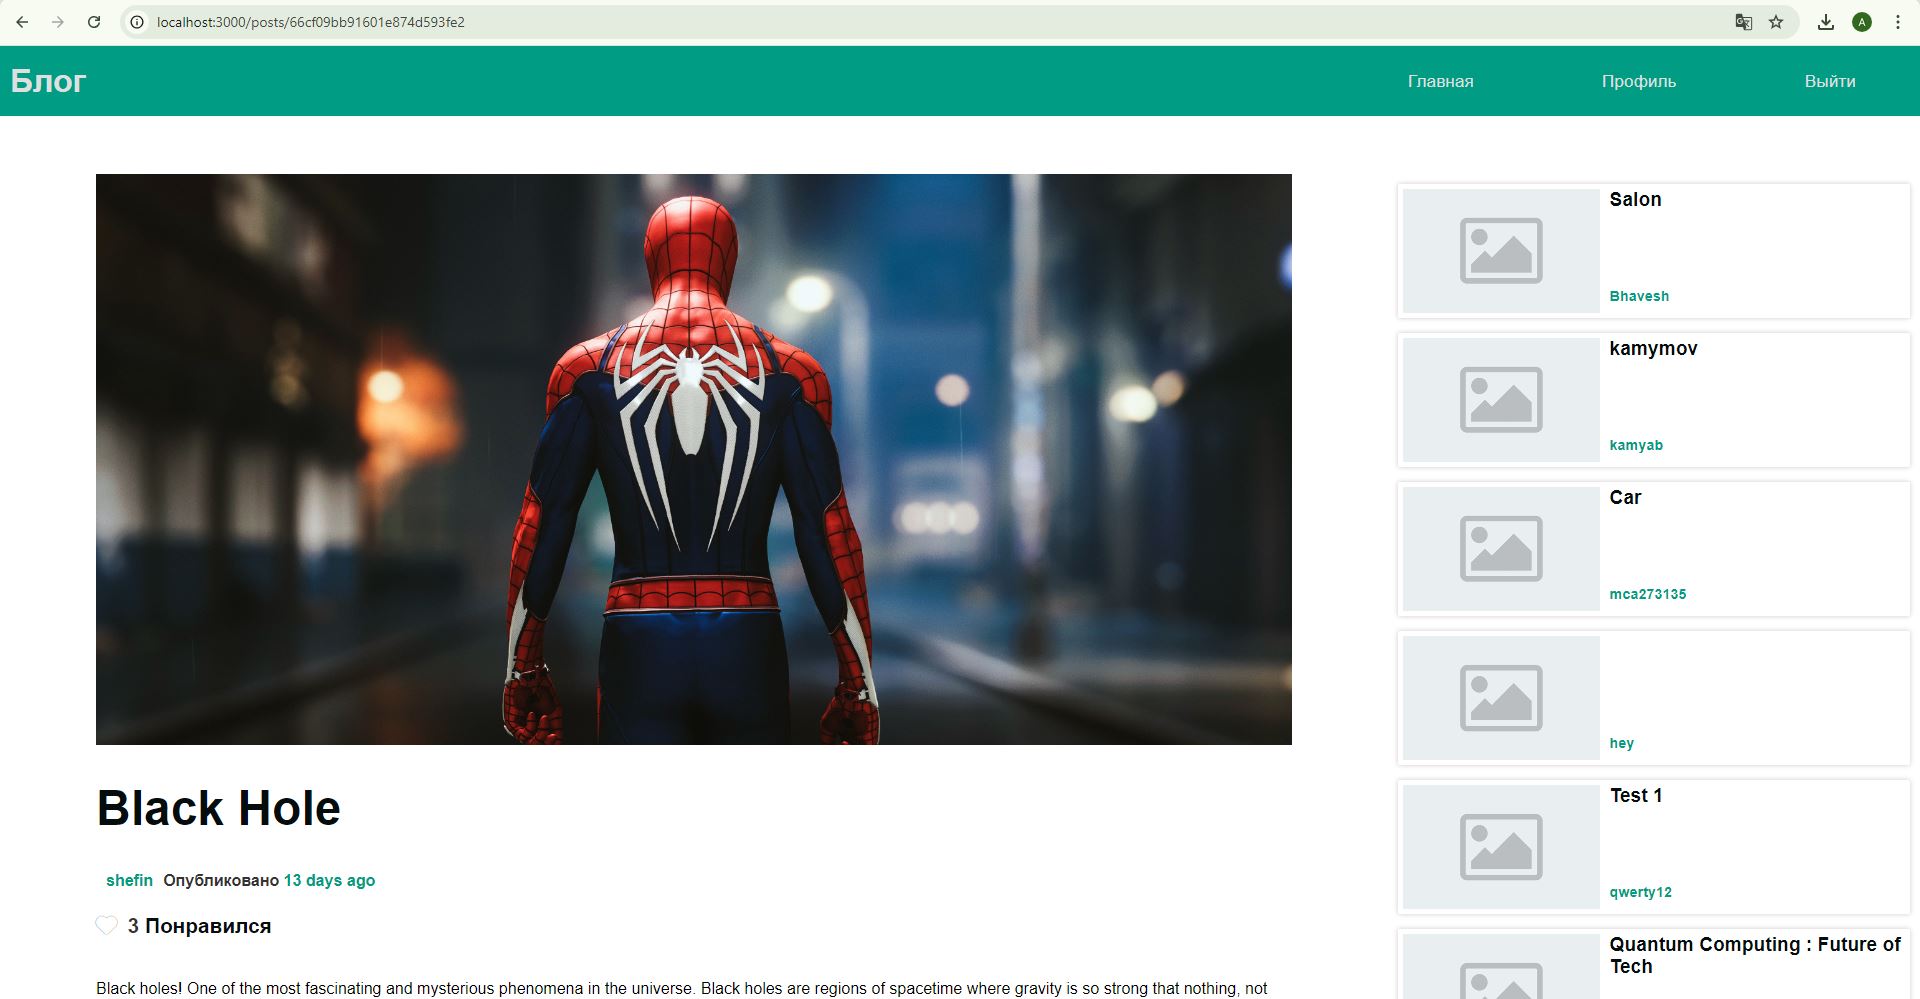 localhost:3000/posts/66cf09bb91601e874d593fe2
A
Блог
Главная
Профиль
Выйти
Black Hole
shefin Опубликовано 13 days ago
3 Понравился
Black holes! One of the most fascinating and mysterious phenomena in the universe. Black holes are regions of spacetime where gravity is so strong that nothing, not
Salon
Bhavesh
kamymov
kamyab
Car
mca273135
hey
Test 1
qwerty12
Quantum Computing : Future of
Tech